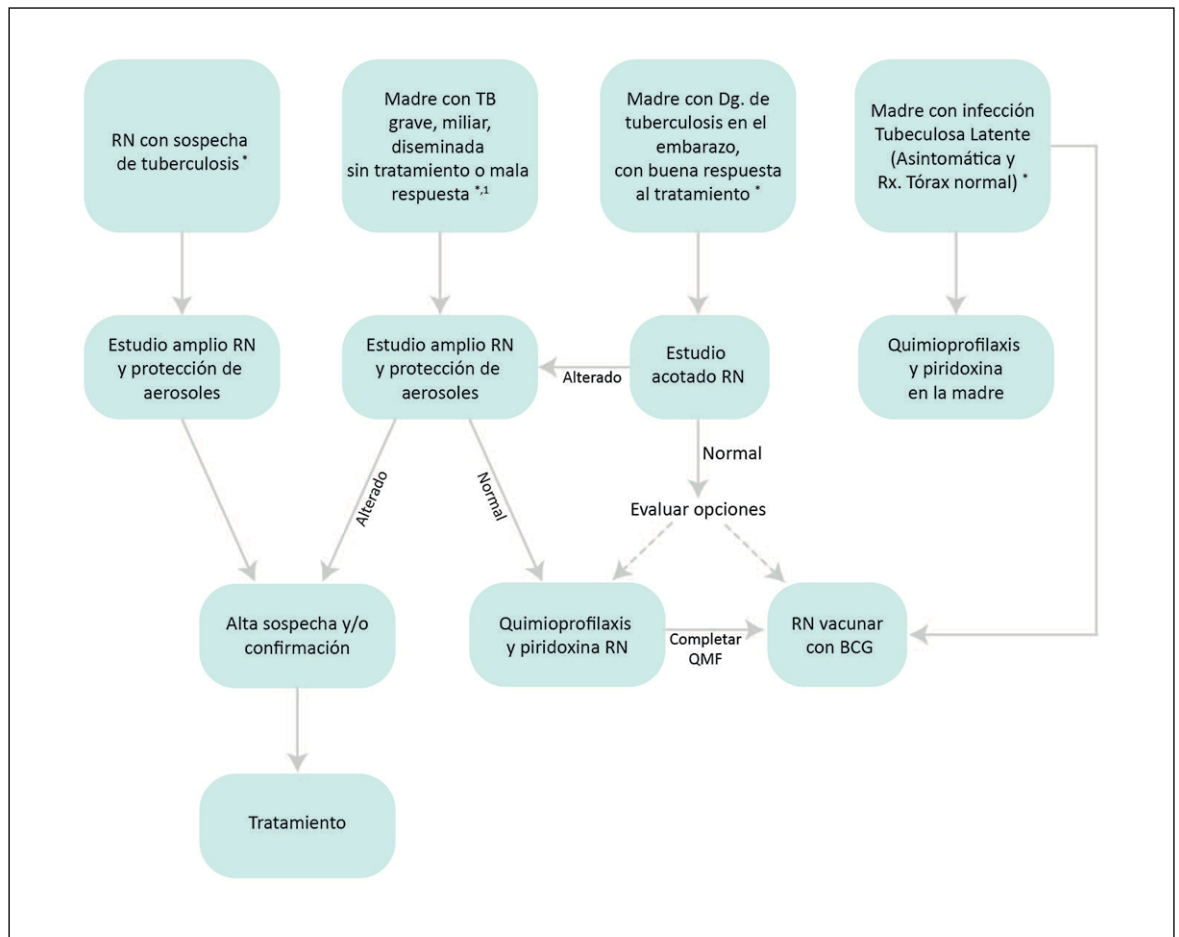 RN con sospecha
de tuberculosis *
Madre con TB
grave, miliar,
diseminada
sin tratamiento o mala
respuesta *,1
Madre con Dg. de
tuberculosis en el
embarazo,
con buena respuesta
al tratamiento *
Madre con infección
Tubeculosa Latente
(Asintomática y
Rx. Tórax normal) *
Estudio amplio RN
y protección de
aerosoles
Estudio amplio RN
y protección de
aerosoles
Alterado
Estudio
acotado RN
Quimioprofilaxis
y piridoxina
en la madre
Alterado
Normal
Normal
Evaluar opciones
Alta sospecha y/o
confirmación
Quimioprofilaxis
y piridoxina RN
Completar
QMF
RN vacunar
con BCG
Tratamiento